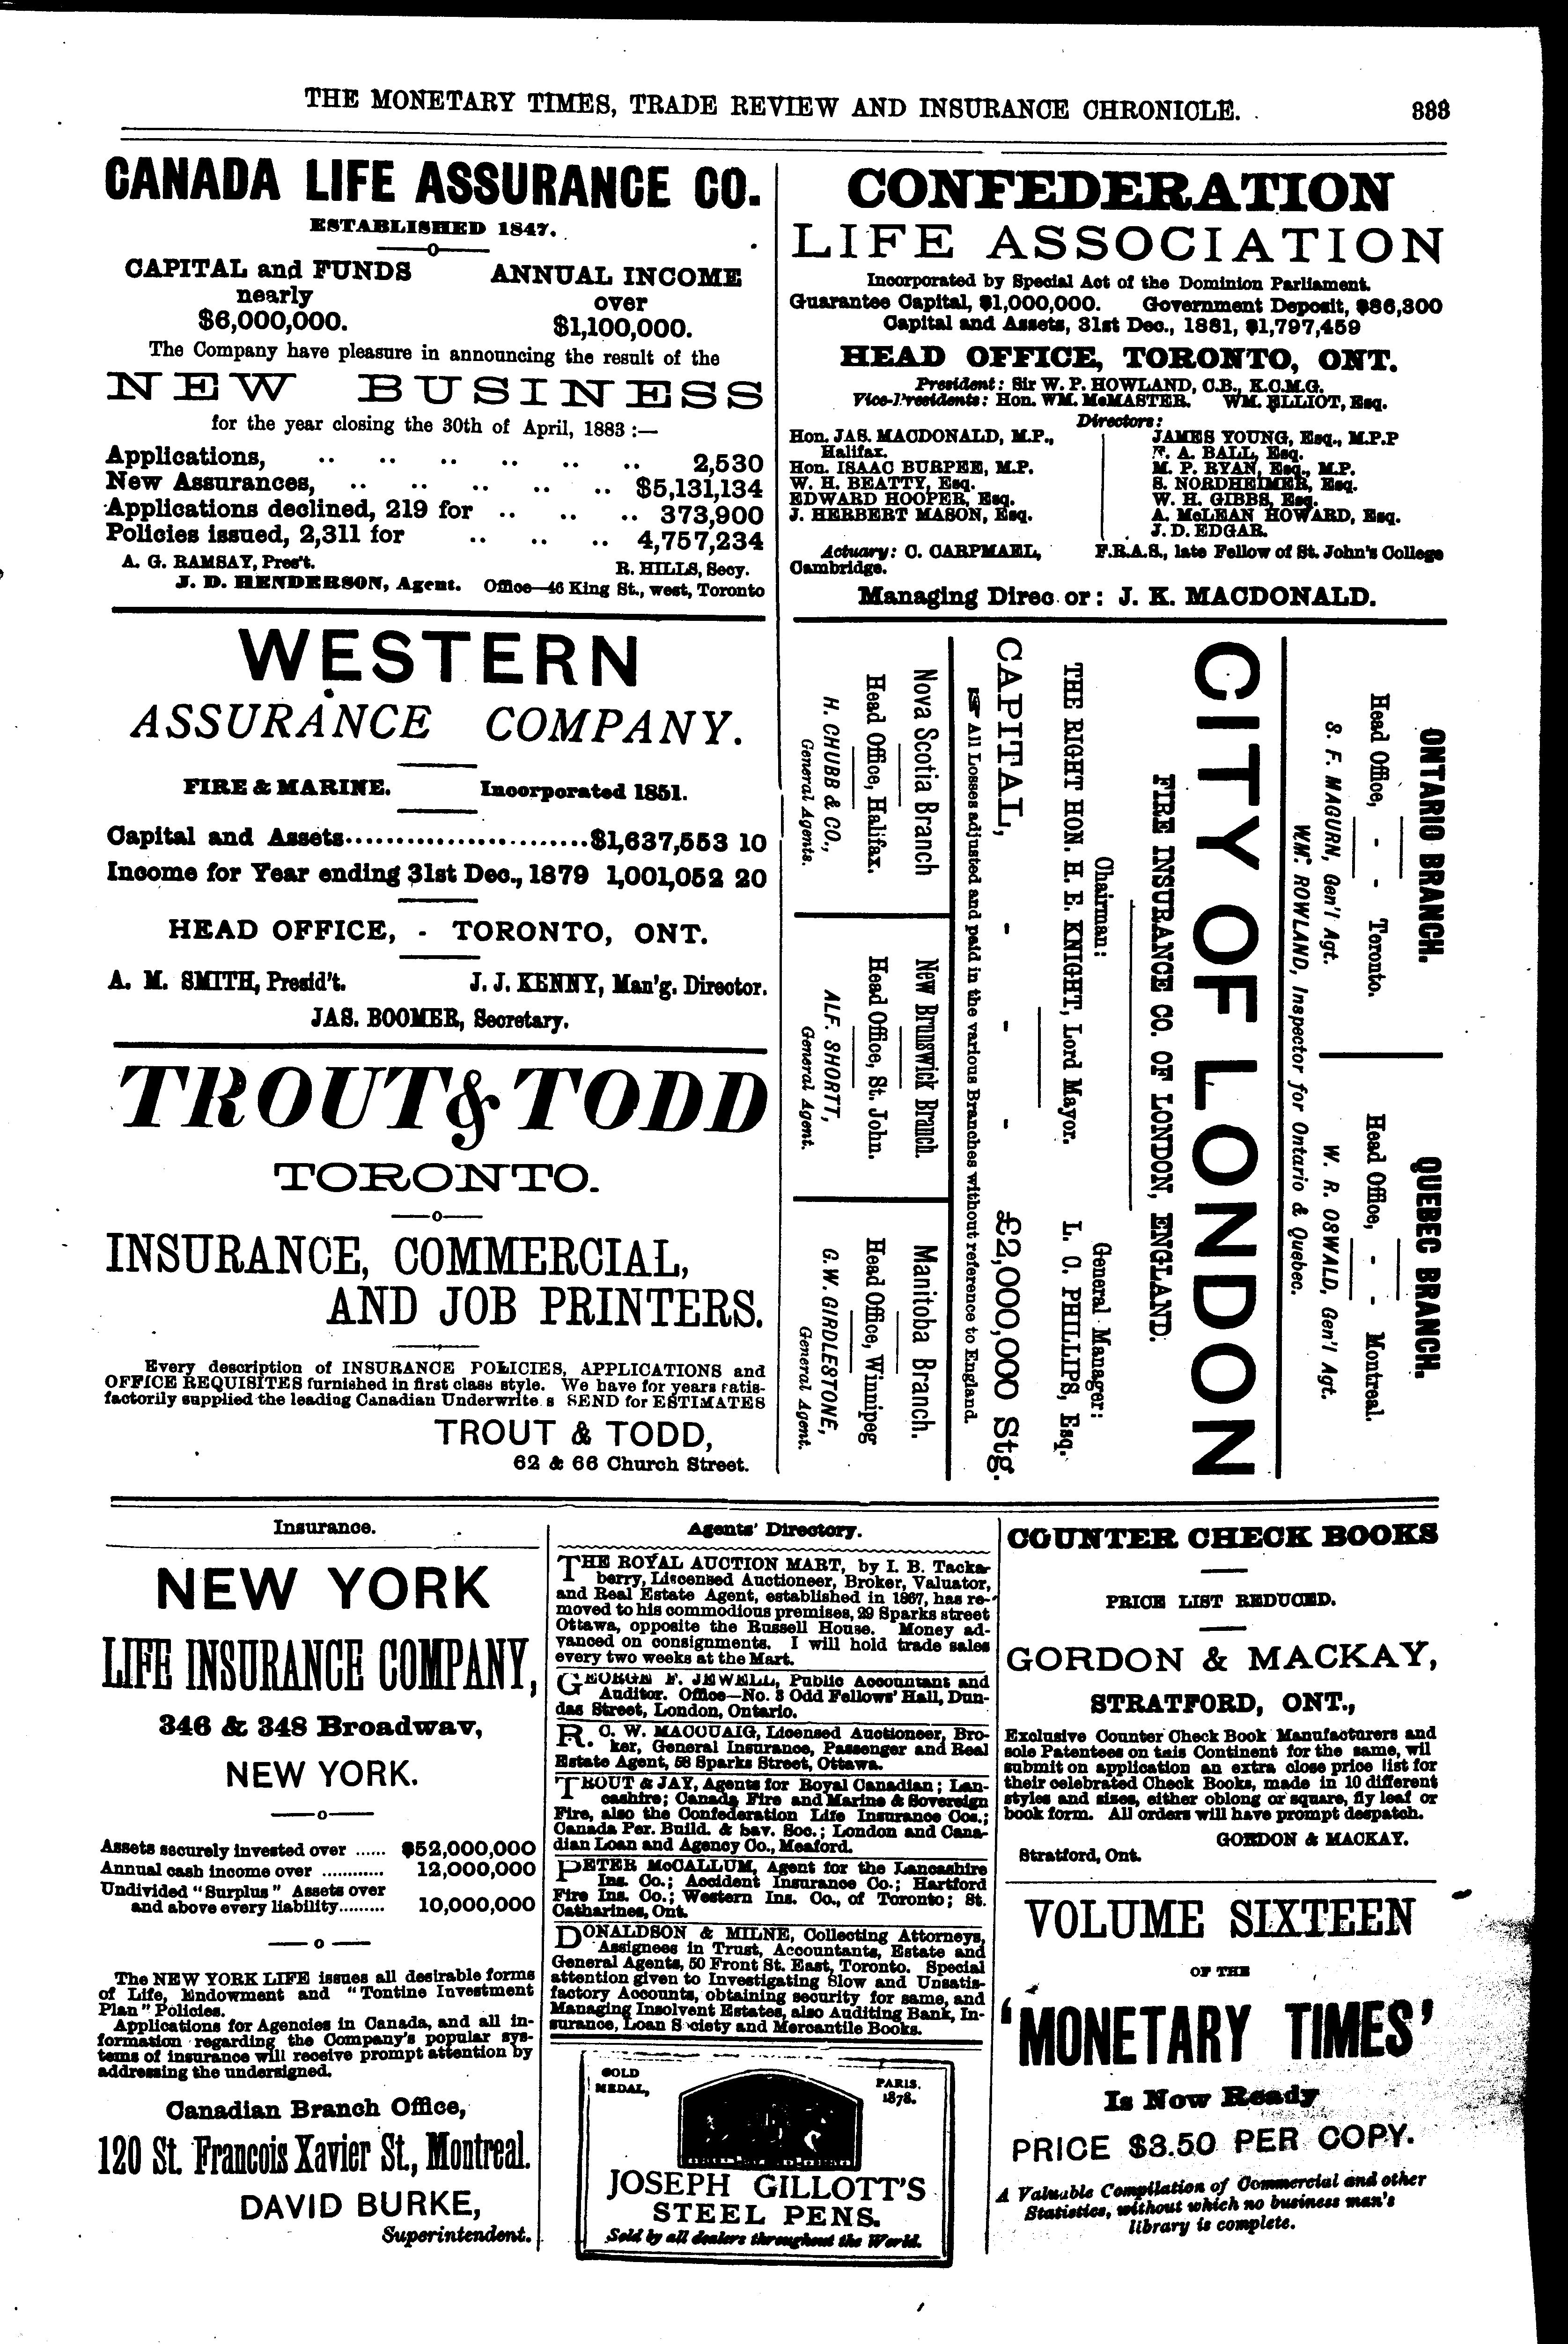 THE MONETARY TIMES, TRADE REVIEW AND INSURANCE CHRONICLE. 333
CANADA LIFE ASSURANCE CO.
ESTABLISHED 1847.
CAPITAL and FUNDS
nearly
$6,000,000.
ANNUAL INCOME
over
$1,100,000.
The Company have pleasure in announcing the result of the
NEW BUSINESS
for the year closing the 30th of April, 1883 :—
Applications, .. .. .. .. .. .. 2,530
New Assurances, .. .. .. .. .. $5,131,134
Applications declined, 219 for .. .. .. 373,900
Policies issued, 2,311 for .. .. .. 4,757,234
A. G. RAMSAY, Pres't. R. HILLS, Secy.
J. D. HENDERSON, Agent. Office—46 King St., west, Toronto
WESTERN
ASSURANCE COMPANY.
FIRE & MARINE. Incorporated 1851.
Capital and Assets..........................$1,637,553 10
Income for Year ending 31st Dec., 1879 1,001,052 20
HEAD OFFICE, - TORONTO, ONT.
A. M. SMITH, Presid't. J. J. KENNY, Man'g. Director.
JAS. BOOMER, Secretary.
TROUT & TODD
TORONTO.
INSURANCE, COMMERCIAL,
AND JOB PRINTERS.
Every description of INSURANCE POLICIES, APPLICATIONS and
OFFICE REQUISITES furnished in first class style. We have for years satis-
factorily supplied the leading Canadian Underwrite s SEND for ESTIMATES
TROUT & TODD,
62 & 66 Church Street.
CONFEDERATION
LIFE ASSOCIATION
Incorporated by Special Act of the Dominion Parliament.
Guarantee Capital, $1,000,000. Government Deposit, $86,300
Capital and Assets, 31st Dec., 1881, $1,797,459
HEAD OFFICE, TORONTO, ONT.
President: Sir W. P. HOWLAND, C.B., K.C.M.G.
Vice-Presidents: Hon. WM. McMASTER. WM. ELLIOT, Esq.
Directors:
Hon. JAS. MACDONALD, M.P.,
Halifax.
Hon. ISAAC BURPEE, M.P.
W. H. BEATTY, Esq.
EDWARD HOOPER, Esq.
J. HERBERT MASON, Esq.
JAMES YOUNG, Esq., M.P.P
F. A. BALL, Esq.
M. P. RYAN, Esq., M.P.
S. NORDHEIMER, Esq.
W. H. GIBBS, Esq.
A. McLEAN HOWARD, Esq.
J. D. EDGAR.
Actuary: C. CARPMAEL, F.R.A.S., late Fellow of St. John's College
Cambridge.
Managing Direc or: J. K. MACDONALD.
ONTARIO BRANCH.
Head Office, - - Toronto.
S. F. MAGURN, Gen'l Agt.
QUEBEC BRANCH.
Head Office, - - Montreal.
W. R. OSWALD, Gen'l Agt.
WM. ROWLAND, Inspector for Ontario & Quebec.
CITY OF LONDON
FIRE INSURANCE CO. OF LONDON, ENGLAND.
Chairman:
THE RIGHT HON. H. E. KNIGHT, Lord Mayor.
General Manager:
L. C. PHILLIPS, Esq.
CAPITAL, - - - £2,000,000 Stg.
☞ All Losses adjusted and paid in the various Branches without reference to England.
Nova Scotia Branch
Head Office, Halifax.
H. CHUBB & CO.,
General Agents.
New Brunswick Branch.
Head Office, St. John.
ALF. SHORTT,
General Agent.
Manitoba Branch.
Head Office, Winnipeg
G. W. GIRDLESTONE,
General Agent.
Insurance.
NEW YORK
LIFE INSURANCE COMPANY,
346 & 348 Broadway,
NEW YORK.
Assets securely invested over ...... $52,000,000
Annual cash income over ............ 12,000,000
Undivided "Surplus" Assets over
and above every liability......... 10,000,000
The NEW YORK LIFE issues all desirable forms
of Life, Endowment and "Tontine Investment
Plan" Policies.
Applications for Agencies in Canada, and all in-
formation regarding the Company's popular sys-
tems of insurance will receive prompt attention by
addressing the undersigned.
Canadian Branch Office,
120 St. Francois Xavier St., Montreal.
DAVID BURKE,
Superintendent.
Agents' Directory.
THE ROYAL AUCTION MART, by I. B. Tacka-
berry, Liscensed Auctioneer, Broker, Valuator,
and Real Estate Agent, established in 1867, has re-
moved to his commodious premises, 29 Sparks street
Ottawa, opposite the Russell House. Money ad-
vanced on consignments. I will hold trade sales
every two weeks at the Mart.
GEORGE F. JEWELL, Public Accountant and
Auditor. Office—No. 3 Odd Fellows' Hall, Dun-
das Street, London, Ontario.
R. C. W. MACCUAIG, Licensed Auctioneer, Bro-
ker, General Insurance, Passenger and Real
Estate Agent, 58 Sparks Street, Ottawa.
TROUT & JAY, Agents for Royal Canadian; Lan-
cashire; Canada Fire and Marine & Sovereign
Fire, also the Confederation Life Insurance Cos.;
Canada Per. Build. & Sav. Soc.; London and Cana-
dian Loan and Agency Co., Meaford.
PETER McCALLUM, Agent for the Lancashire
Ins. Co.; Accident Insurance Co.; Hartford
Fire Ins. Co.; Western Ins. Co., of Toronto; St.
Catharines, Ont.
DONALDSON & MILNE, Collecting Attorneys,
Assignees in Trust, Accountants, Estate and
General Agents, 50 Front St. East, Toronto. Special
attention given to Investigating Slow and Unsatis-
factory Accounts, obtaining security for same, and
Managing Insolvent Estates, also Auditing Bank, In-
surance, Loan Society and Mercantile Books.
GOLD
MEDAL,
PARIS.
1878.
JOSEPH GILLOTT'S
STEEL PENS.
Sold by all dealers throughout the World.
COUNTER CHECK BOOKS
PRICE LIST REDUCED.
GORDON & MACKAY,
STRATFORD, ONT.,
Exclusive Counter Check Book Manufacturers and
sole Patentees on this Continent for the same, wil
submit on application an extra close price list for
their celebrated Check Books, made in 10 different
styles and sizes, either oblong or square, fly leaf or
book form. All orders will have prompt despatch.
GORDON & MACKAY.
Stratford, Ont.
VOLUME SIXTEEN
OF THE
'MONETARY TIMES'
Is Now Ready
PRICE $3.50 PER COPY.
A Valuable Compilation of Commercial and other
Statistics, without which no business man's
library is complete.